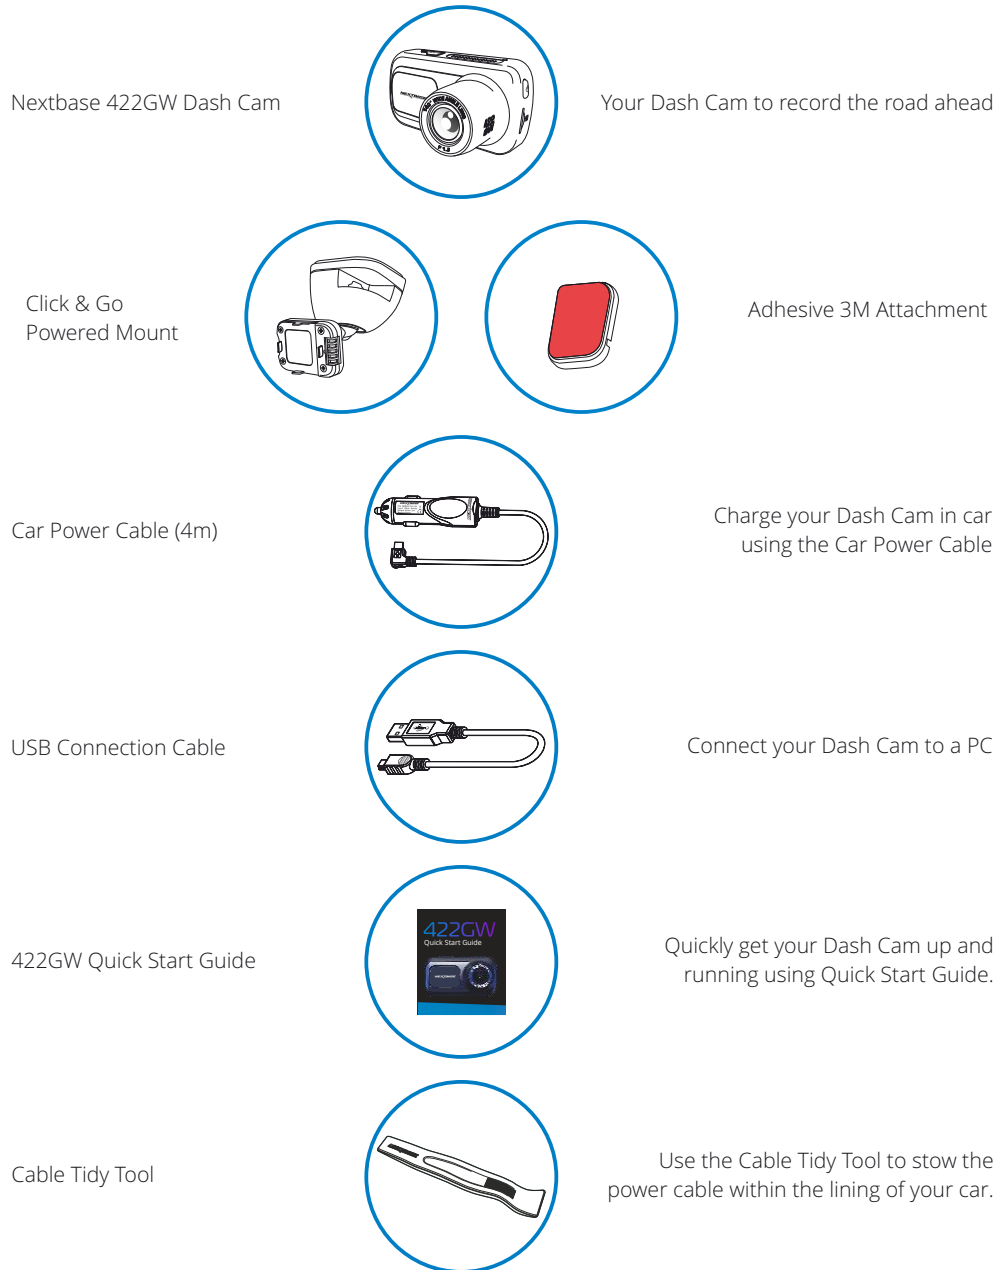 Nextbase 422GW Dash Cam
NEXTBASE
F1.3
Your Dash Cam to record the road ahead
Click & Go
Powered Mount
Adhesive 3M Attachment
Car Power Cable (4m)
Charge your Dash Cam in car
using the Car Power Cable
USB Connection Cable
Connect your Dash Cam to a PC
422GW Quick Start Guide
422GW
Quick Start Guide
NEXTBASE
Quickly get your Dash Cam up and
running using Quick Start Guide.
Cable Tidy Tool
Use the Cable Tidy Tool to stow the
power cable within the lining of your car.